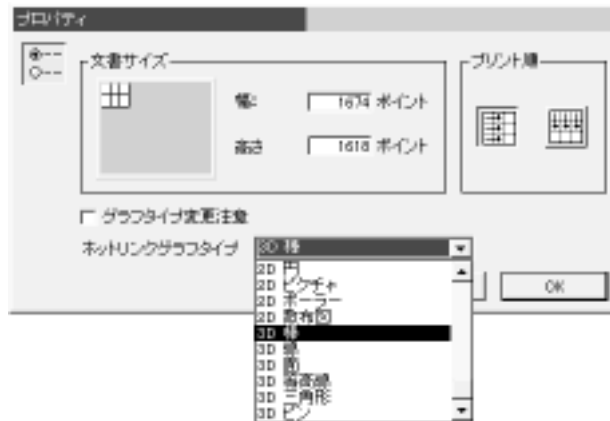 プロパティ
文書サイズ
幅:
1674 ポイント
高さ
1618 ポイント
プリント順
グラフタイプ変更注意
ホットリンクグラフタイプ
3D 棒
2D 円
2D ピクチャ
2D ポーラー
2D 散布図
3D 棒
3D 線
3D 面
3D 等高線
3D 三角形
3D ピン
OK